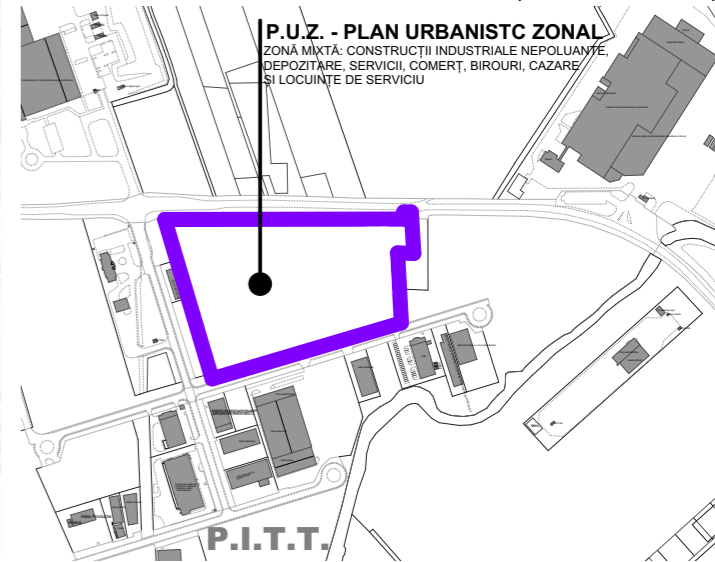 P.U.Z. - PLAN URBANISTC ZONAL
ZONĂ MIXTĂ: CONSTRUCȚII INDUSTRIALE NEPOLUANTE,
DEPOZITARE, SERVICII, COMERȚ, BIROURI, CAZARE
ȘI LOCUINȚE DE SERVICIU
P.I.T.T.